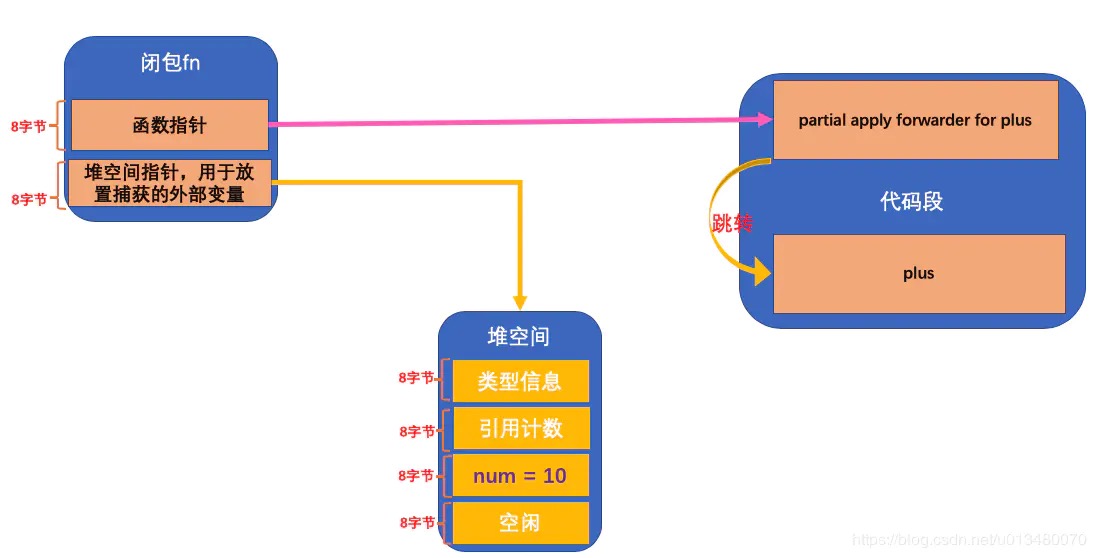 闭包fn
8字节
函数指针
8字节
堆空间指针，用于放
置捕获的外部变量
partial apply forwarder for plus
代码段
跳转
plus
堆空间
8字节
类型信息
8字节
引用计数
8字节
num = 10
8字节
空闲
https://blog.csdn.net/u013480070